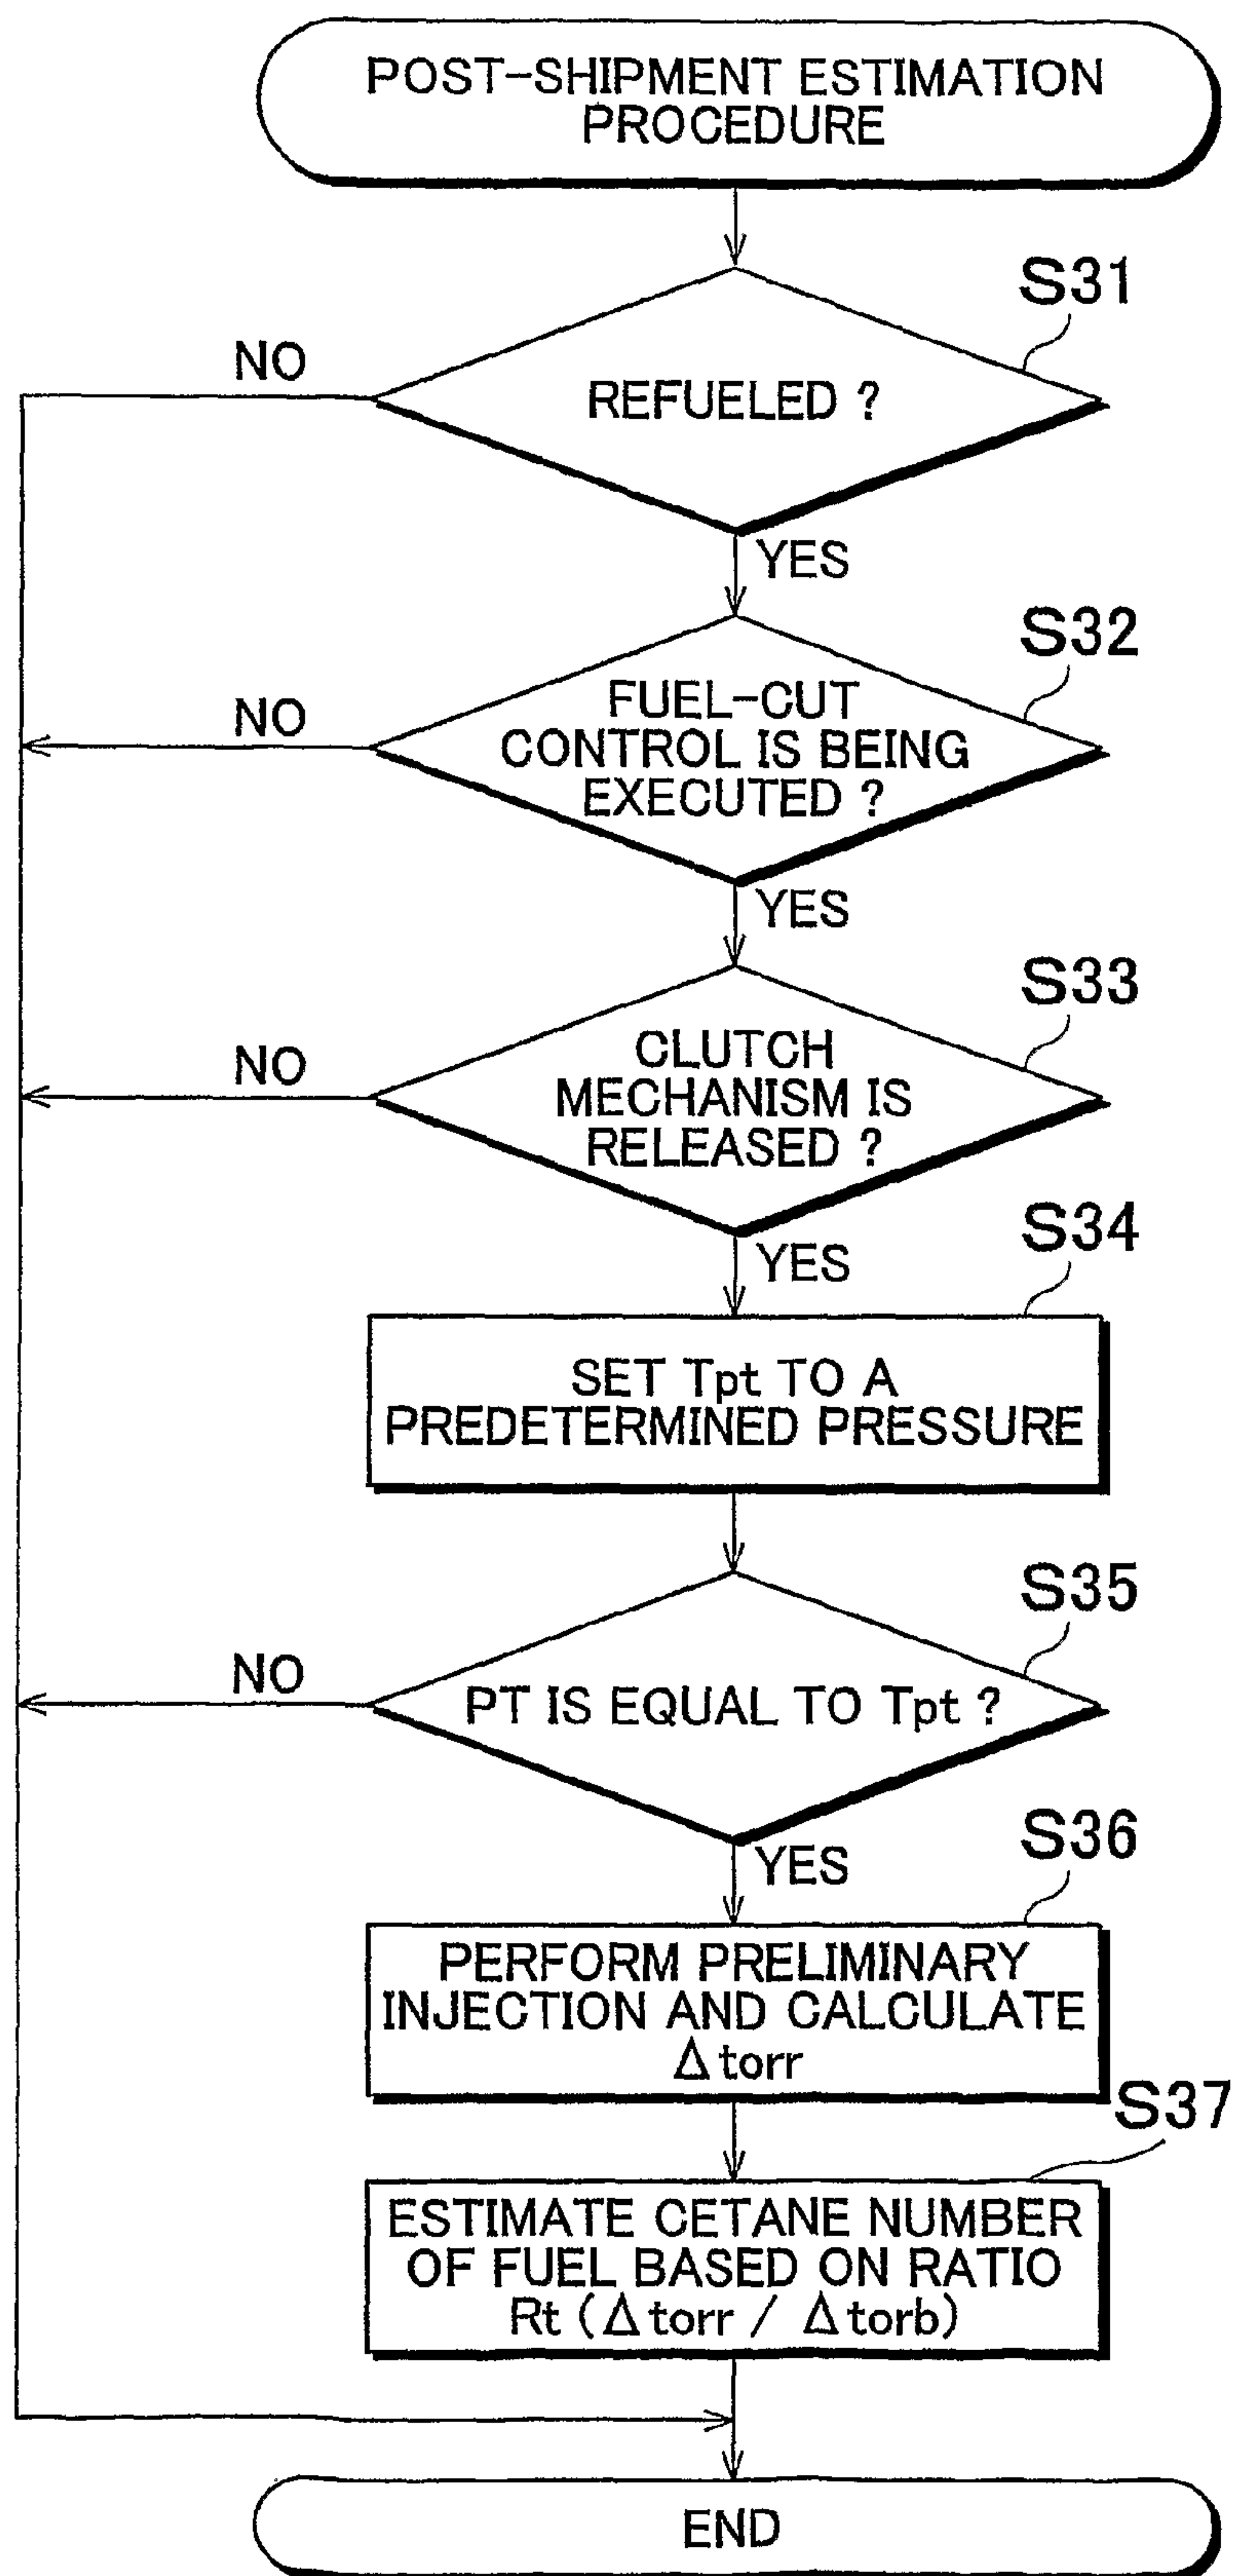 POST-SHIPMENT ESTIMATION
PROCEDURE
S31
NO
REFUELED ?
YES
S32
NO
FUEL-CUT
CONTROL IS BEING
EXECUTED ?
YES
S33
NO
CLUTCH
MECHANISM IS
RELEASED ?
YES
S34
SET Tpt TO A
PREDETERMINED PRESSURE
S35
NO
PT IS EQUAL TO Tpt ?
YES
S36
PERFORM PRELIMINARY
INJECTION AND CALCULATE
Δtorr
S37
ESTIMATE CETANE NUMBER
OF FUEL BASED ON RATIO
Rt (Δtorr / Δtorb)
END